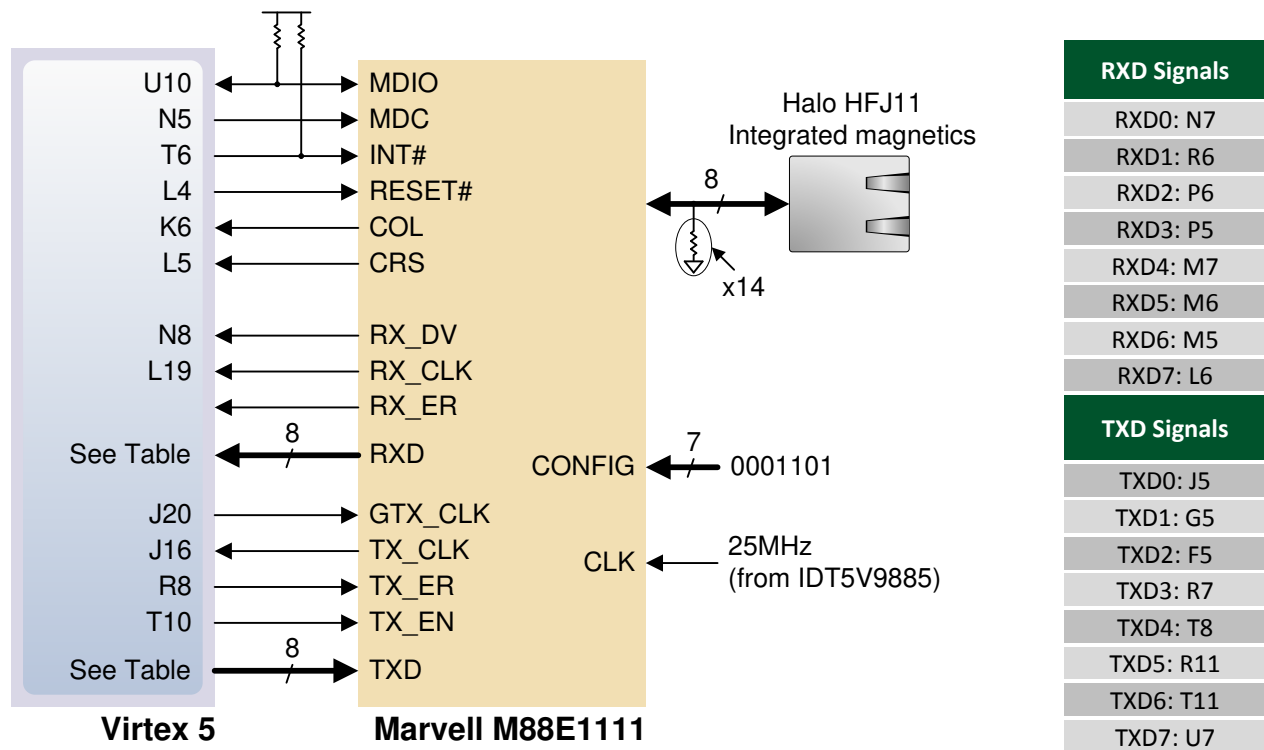 U10 MDIO
N5 MDC
T6 INT#
L4 RESET#
K6 COL
L5 CRS
N8 RX_DV
L19 RX_CLK
RX_ER
See Table 8 RXD
J20 GTX_CLK
J16 TX_CLK
R8 TX_ER
T10 TX_EN
See Table 8 TXD
Virtex 5
Marvell M88E1111
Halo HFJ11
Integrated magnetics
8
x14
CONFIG 7 0001101
CLK 25MHz
(from IDT5V9885)
RXD Signals
RXD0: N7
RXD1: R6
RXD2: P6
RXD3: P5
RXD4: M7
RXD5: M6
RXD6: M5
RXD7: L6
TXD Signals
TXD0: J5
TXD1: G5
TXD2: F5
TXD3: R7
TXD4: T8
TXD5: R11
TXD6: T11
TXD7: U7